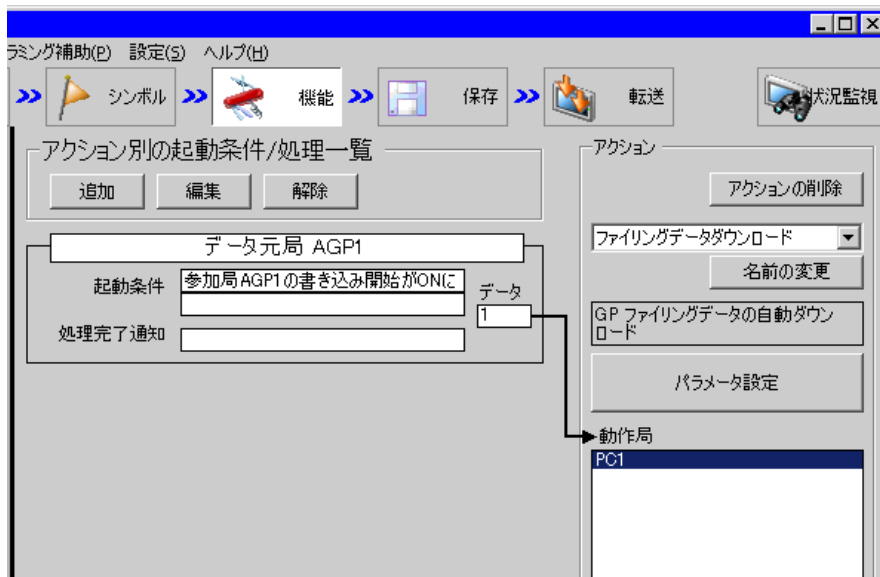 ラミング補助(P) 設定(S) ヘルプ(H)
シンボル 機能 保存 転送 状況監視
アクション別の起動条件/処理一覧
追加 編集 解除
データ元局 AGP1
起動条件
参加局AGP1の書き込み開始がONに
データ
1
処理完了通知
アクション
アクションの削除
ファイリングデータダウンロード
名前の変更
GP ファイリングデータの自動ダウン
ロード
パラメータ設定
動作局
PC1